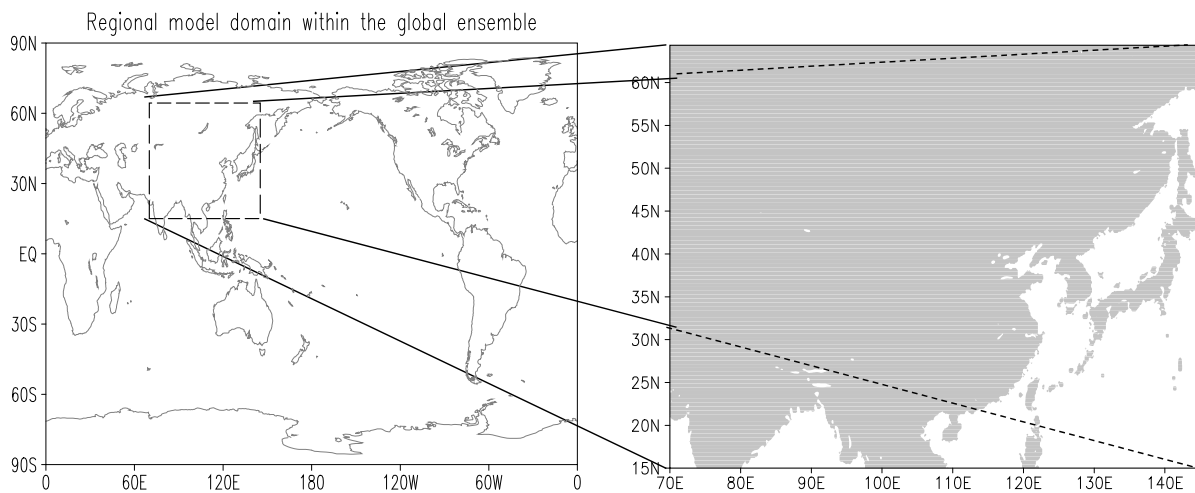 Regional model domain within the global ensemble
90N
60N
30N
EQ
30S
60S
90S
0 60E 120E 180 120W 60W 0
60N
55N
50N
45N
40N
35N
30N
25N
20N
15N
70E 80E 90E 100E 110E 120E 130E 140E